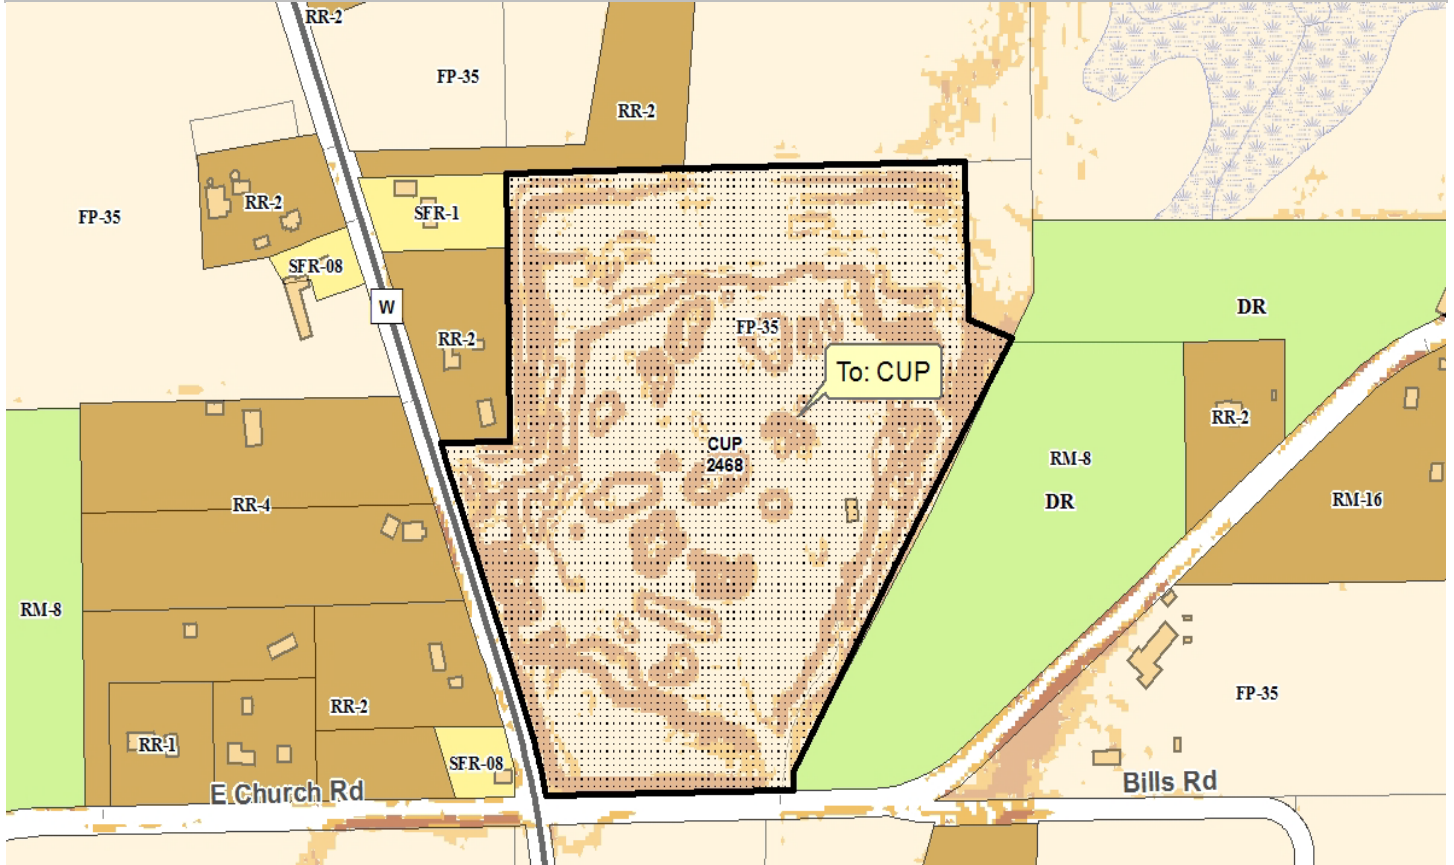 RR-2
FP-35
RR-2
RR-2
FP-35
SFR-1
SFR-08
W
DR
FP-35
RR-2
To: CUP
RR-2
CUP
2468
RM-8
RR-4
DR
RM-16
RM-8
FP-35
RR-2
RR-1
SFR-08
E Church Rd
Bills Rd